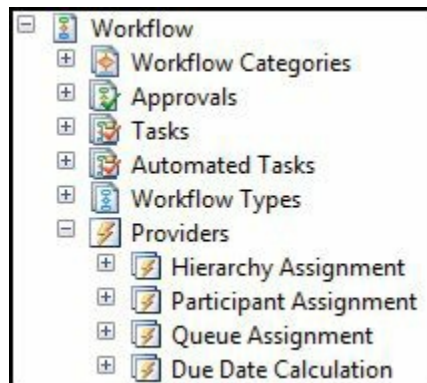 Workflow
Workflow Categories
Approvals
Tasks
Automated Tasks
Workflow Types
Providers
Hierarchy Assignment
Participant Assignment
Queue Assignment
Due Date Calculation